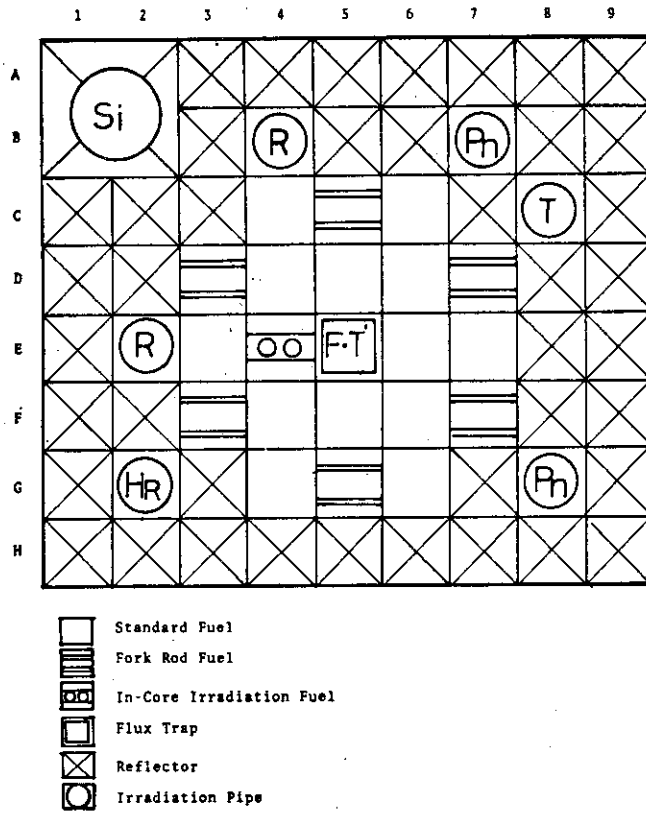 1 2 3 4 5 6 7 8 9
A
Si
B
R
Pn
C
T
D
E
R
F·T
F
G
HR
Pn
H
Standard Fuel
Fork Rod Fuel
In-Core Irradiation Fuel
Flux Trap
Reflector
Irradiation Pipe